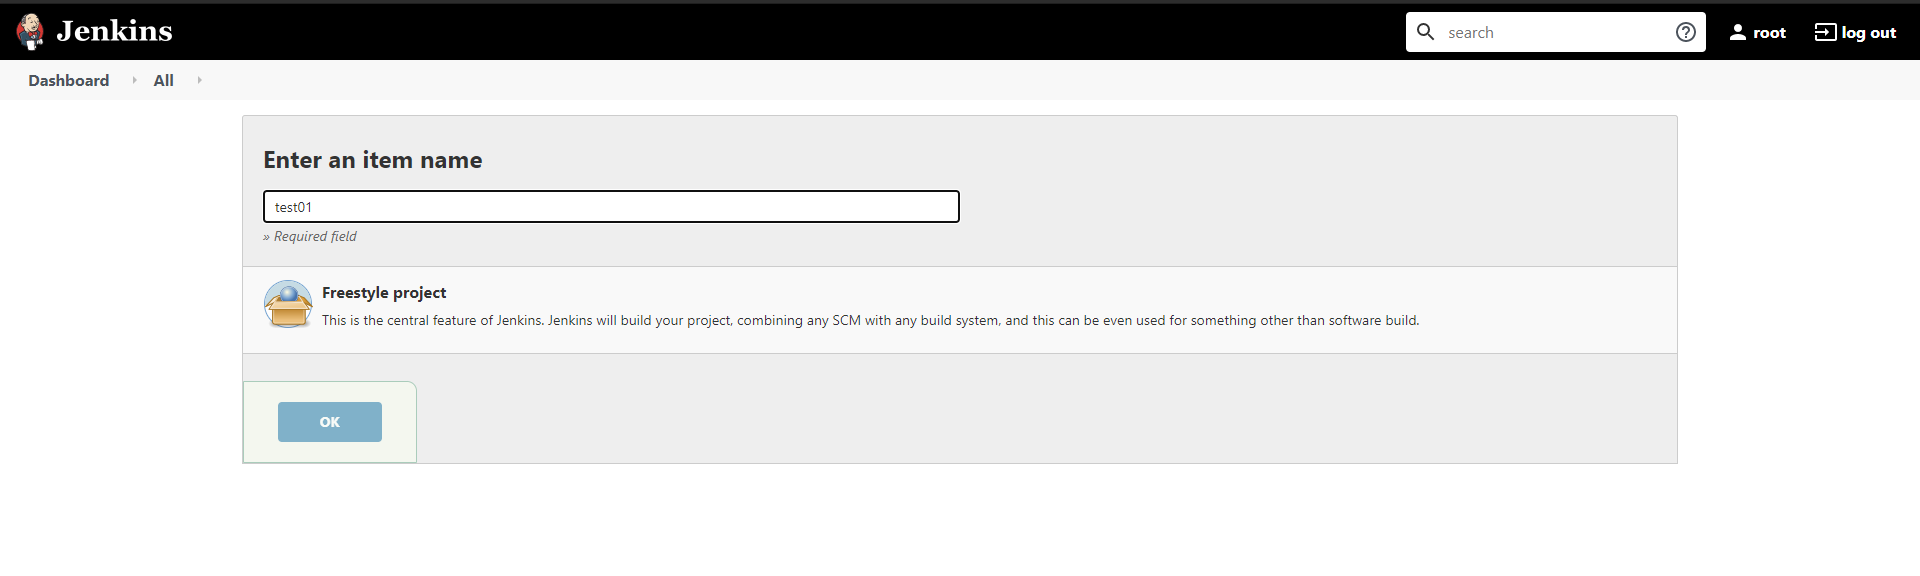 Jenkins
search
root
log out
Dashboard
All
Enter an item name
test01
» Required field
Freestyle project
This is the central feature of Jenkins. Jenkins will build your project, combining any SCM with any build system, and this can be even used for something other than software build.
OK